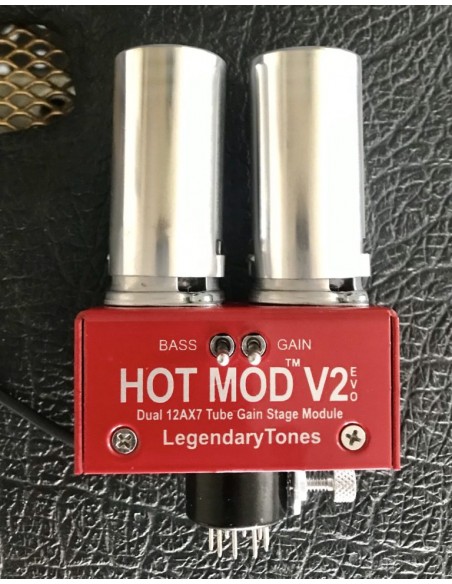 BASS GAIN
HOT MOD™ V2 EVO
Dual 12AX7 Tube Gain Stage Module
LegendaryTones